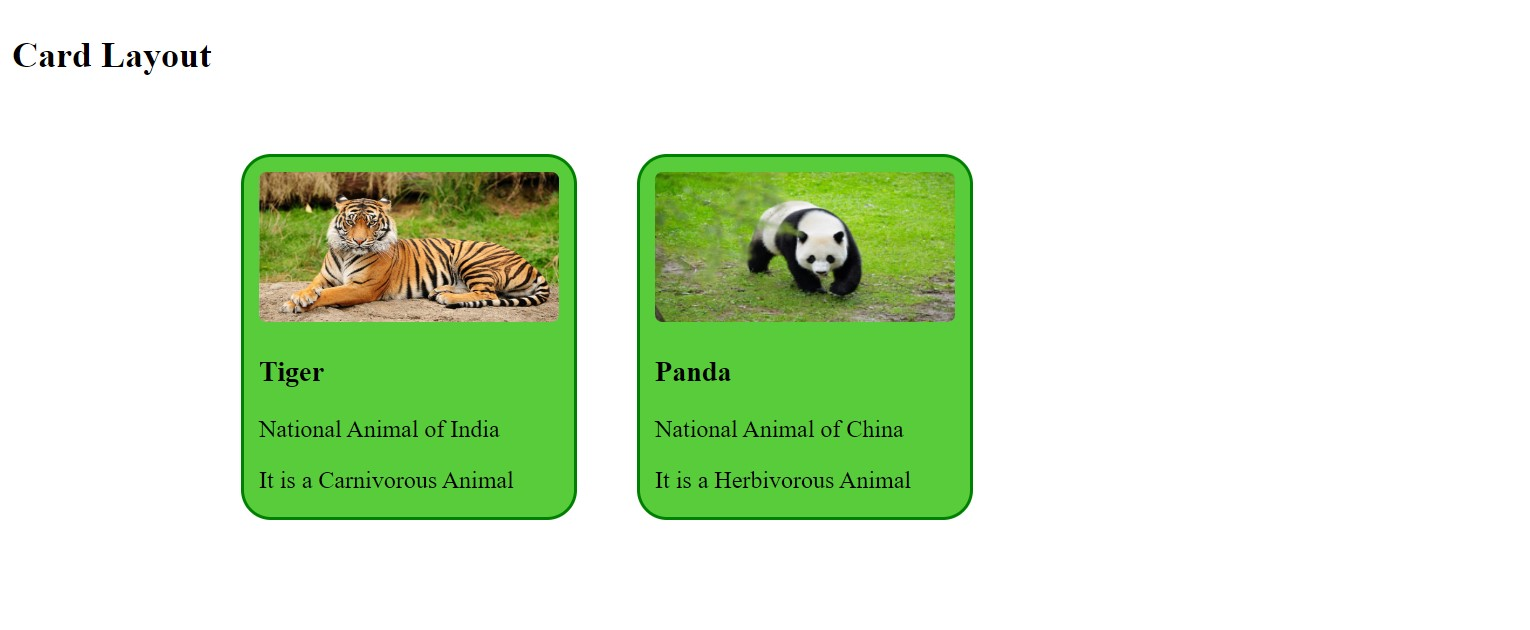 Card Layout
Tiger
National Animal of India
It is a Carnivorous Animal
Panda
National Animal of China
It is a Herbivorous Animal